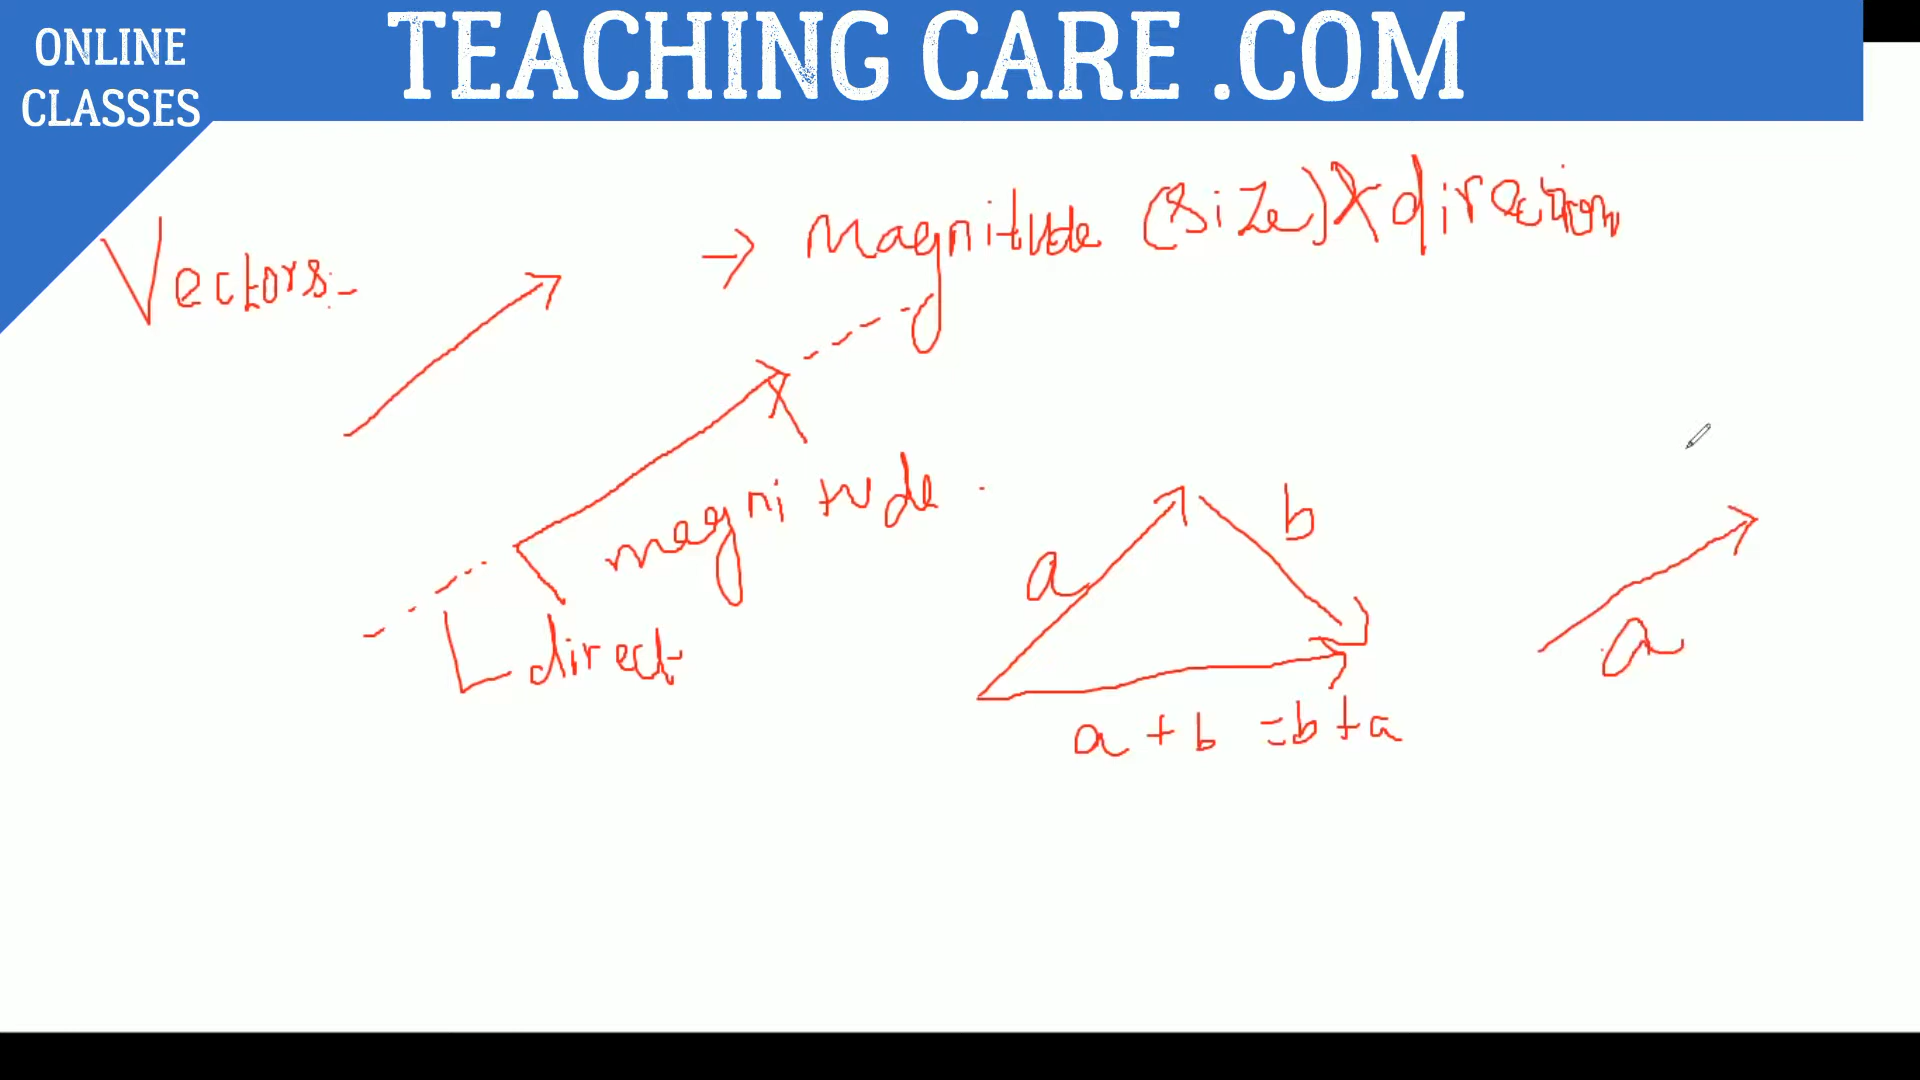 ONLINE
CLASSES
TEACHING CARE .COM
Vectors-
→ Magnitude (size) & direction
magnitude.
direct
a
b
a + b = b + a
a